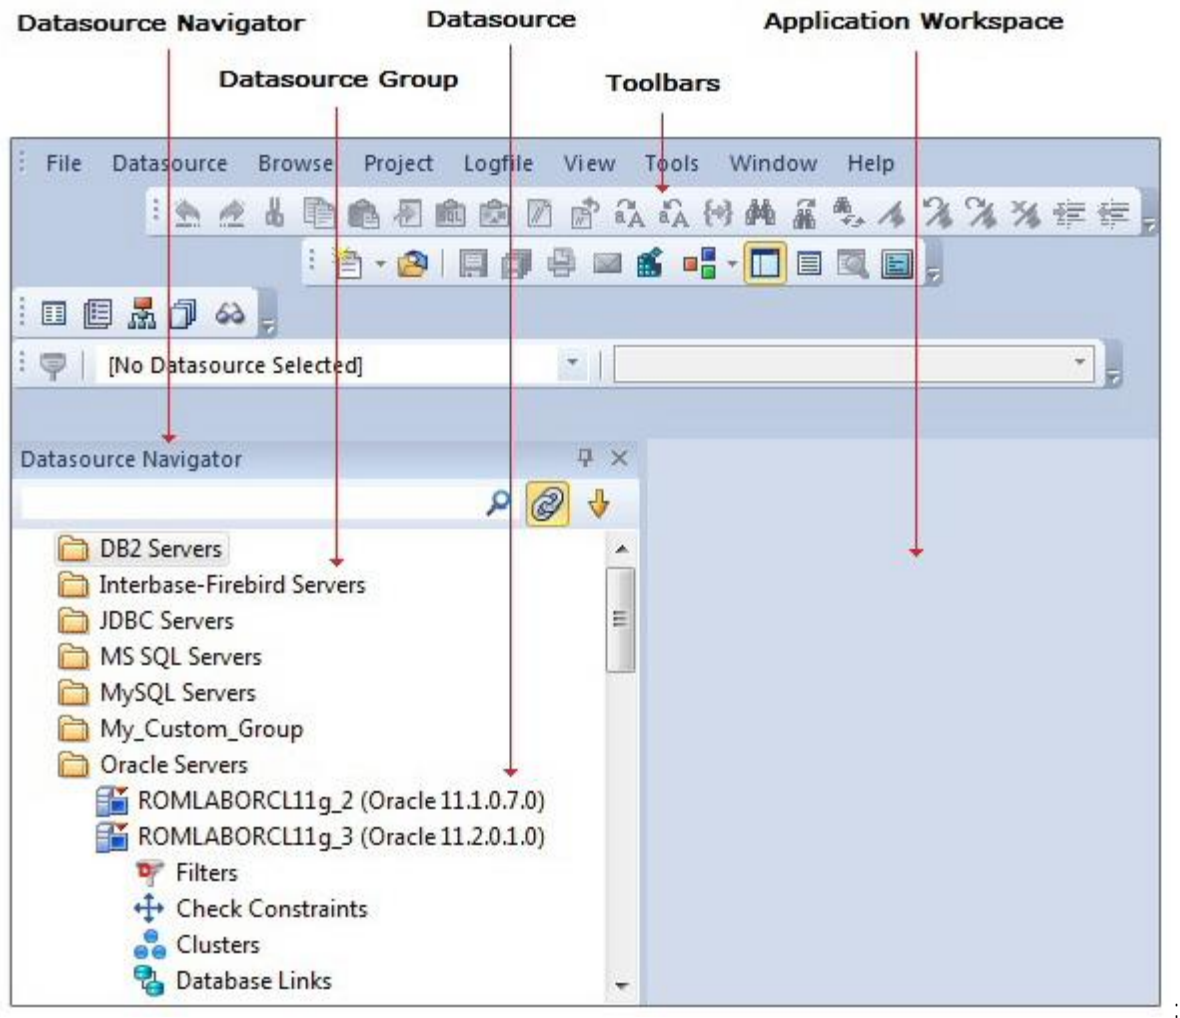 Datasource Navigator
Datasource
Application Workspace
Datasource Group
Toolbars
File Datasource Browse Project Logfile View Tools Window Help
[No Datasource Selected]
Datasource Navigator
DB2 Servers
Interbase-Firebird Servers
JDBC Servers
MS SQL Servers
MySQL Servers
My_Custom_Group
Oracle Servers
ROMLABORCL11g_2 (Oracle 11.1.0.7.0)
ROMLABORCL11g_3 (Oracle 11.2.0.1.0)
Filters
Check Constraints
Clusters
Database Links